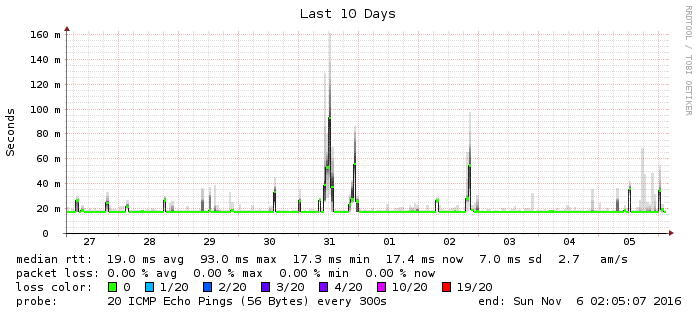 Last 10 Days
RRDTOOL / TOBI OETIKER
Seconds
160 m
140 m
120 m
100 m
80 m
60 m
40 m
20 m
0
27 28 29 30 31 01 02 03 04 05
median rtt: 19.0 ms avg 93.0 ms max 17.3 ms min 17.4 ms now 7.0 ms sd 2.7 am/s
packet loss: 0.00 % avg 0.00 % max 0.00 % min 0.00 % now
loss color: 0 1/20 2/20 3/20 4/20 10/20 19/20
probe: 20 ICMP Echo Pings (56 Bytes) every 300s end: Sun Nov 6 02:05:07 2016